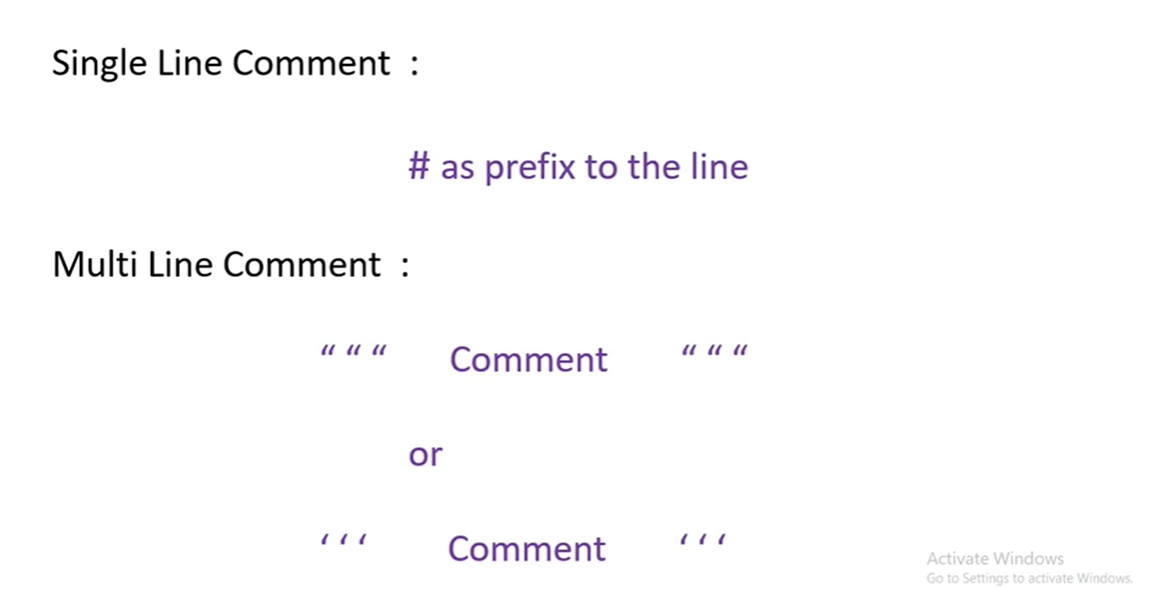 Single Line Comment :
# as prefix to the line
Multi Line Comment :
“ “ “ Comment “ “ “
or
‘ ‘ ‘ Comment ‘ ‘ ‘
Activate Windows
Go to Settings to activate Windows.